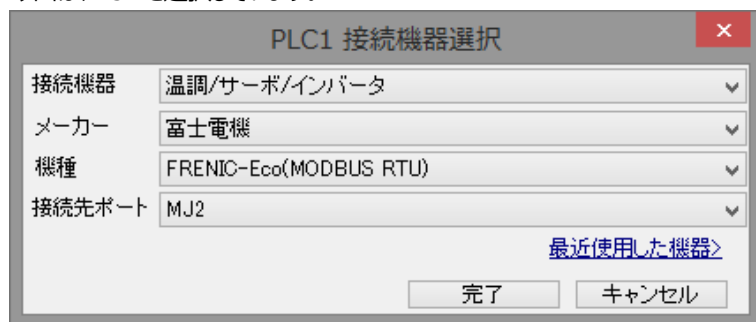 PLC1 接続機器選択
接続機器 温調/サーボ/インバータ
メーカー 富士電機
機種 FRENIC-Eco(MODBUS RTU)
接続先ポート MJ2
最近使用した機器>
完了 キャンセル